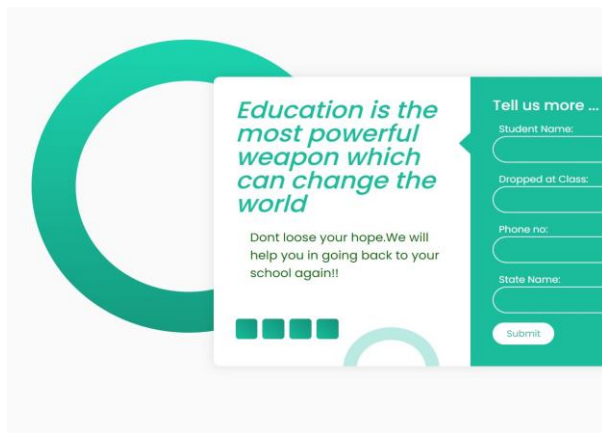 Education is the
most powerful
weapon which
can change the
world
Dont loose your hope.We will
help you in going back to your
school again!!
Tell us more ...
Student Name:
Dropped at Class:
Phone no:
State Name:
Submit